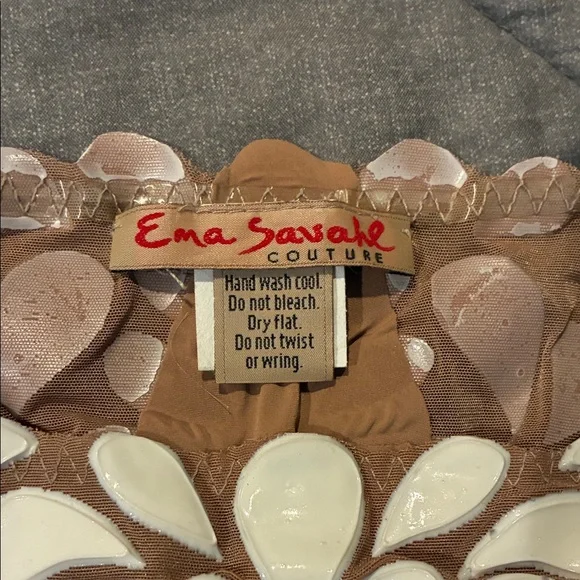 Ema Savahl
COUTURE
Hand wash cool.
Do not bleach.
Dry flat.
Do not twist
or wring.